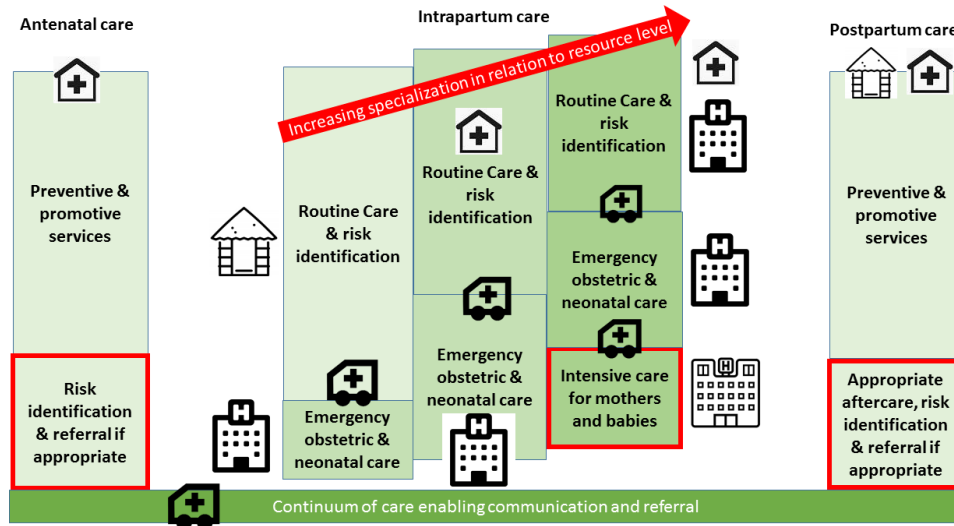 Antenatal care
Intrapartum care
Postpartum care
Increasing specialization in relation to resource level
Preventive &
promotive
services
Risk
identification
& referral if
appropriate
Routine Care
& risk
identification
H
Emergency
obstetric &
neonatal care
Routine Care &
risk
identification
Emergency
obstetric &
neonatal care
H
Routine Care &
risk
identification
H
Emergency
obstetric &
neonatal care
H
Intensive care
for mothers
and babies
H
Preventive &
promotive
services
Appropriate
aftercare, risk
identification
& referral if
appropriate
Continuum of care enabling communication and referral